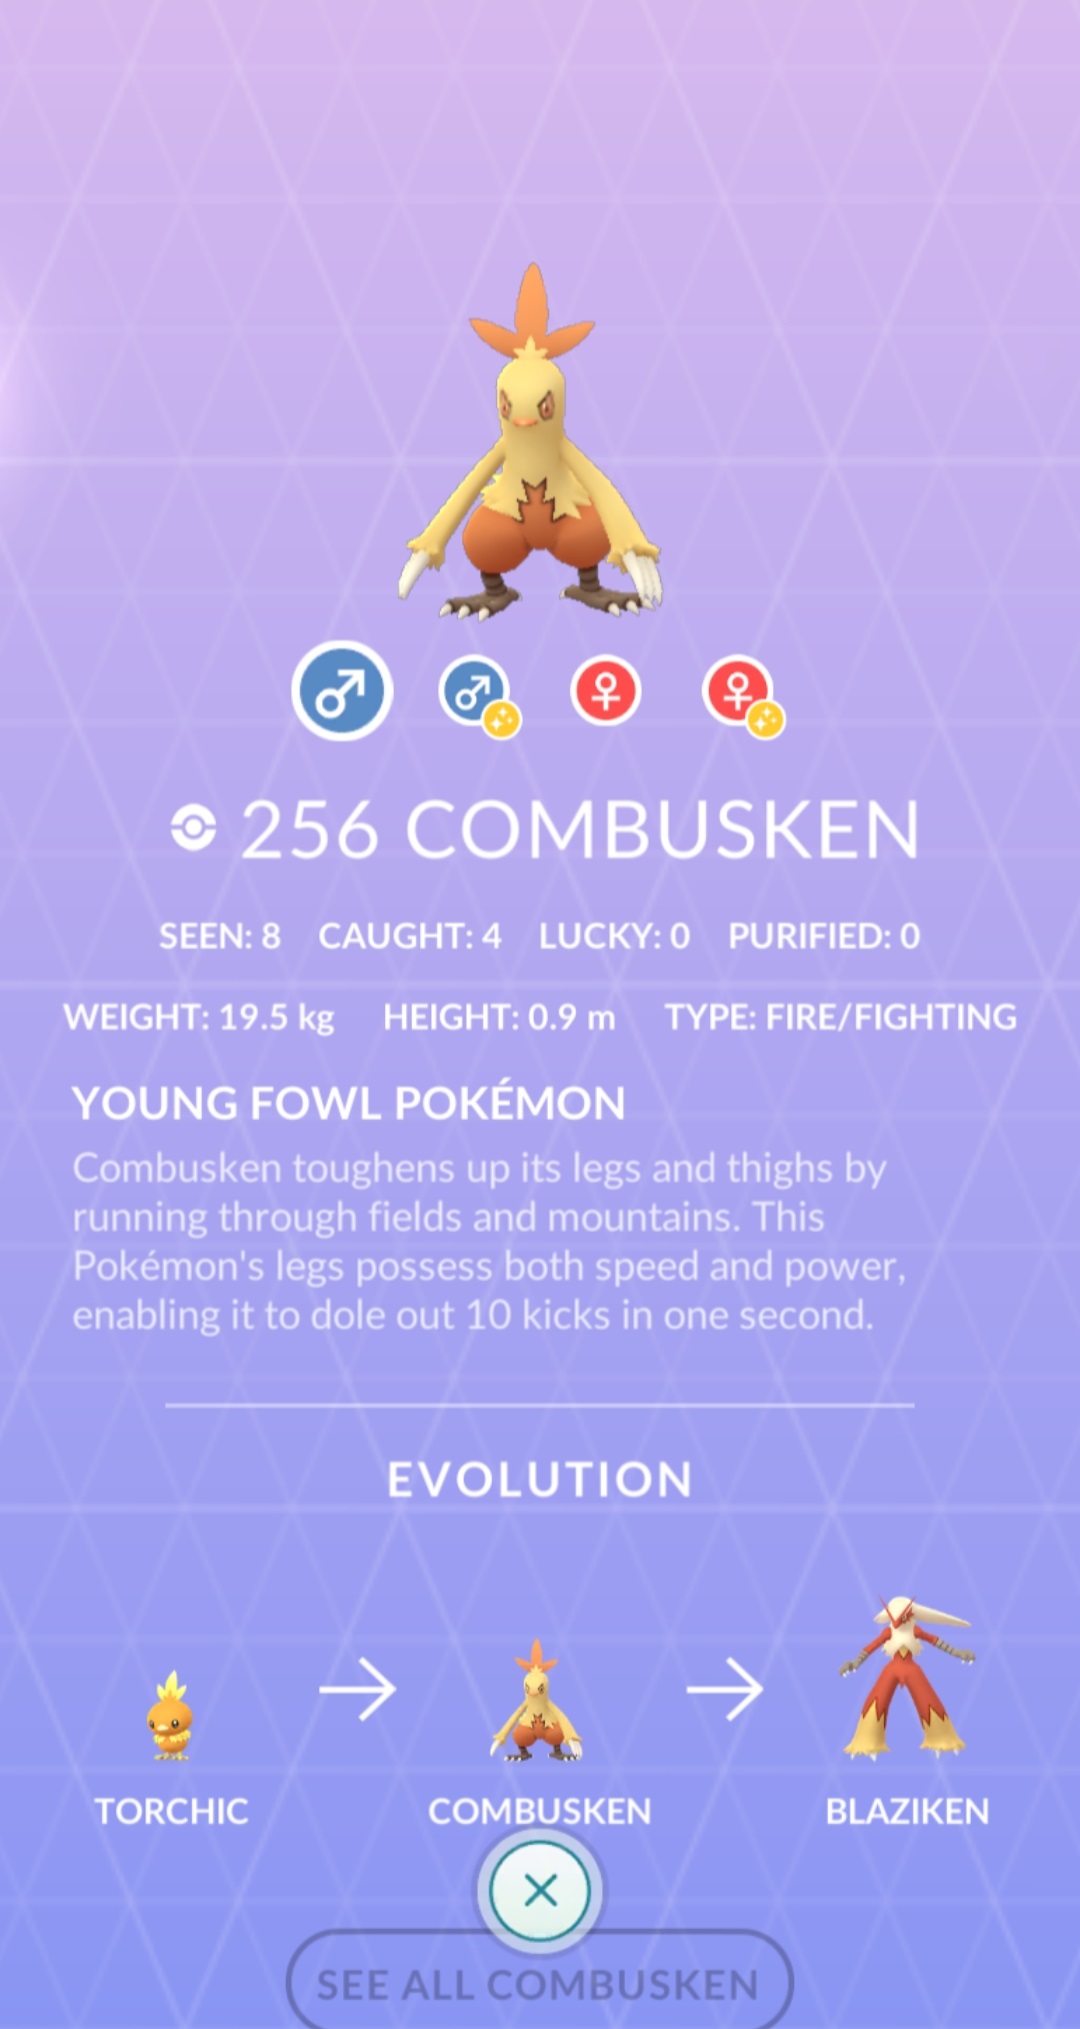 256 COMBUSKEN
SEEN: 8 CAUGHT: 4 LUCKY: 0 PURIFIED: 0
WEIGHT: 19.5 kg HEIGHT: 0.9 m TYPE: FIRE/FIGHTING
YOUNG FOWL POKÉMON
Combusken toughens up its legs and thighs by
running through fields and mountains. This
Pokémon's legs possess both speed and power,
enabling it to dole out 10 kicks in one second.
EVOLUTION
TORCHIC COMBUSKEN BLAZIKEN
SEE ALL COMBUSKEN